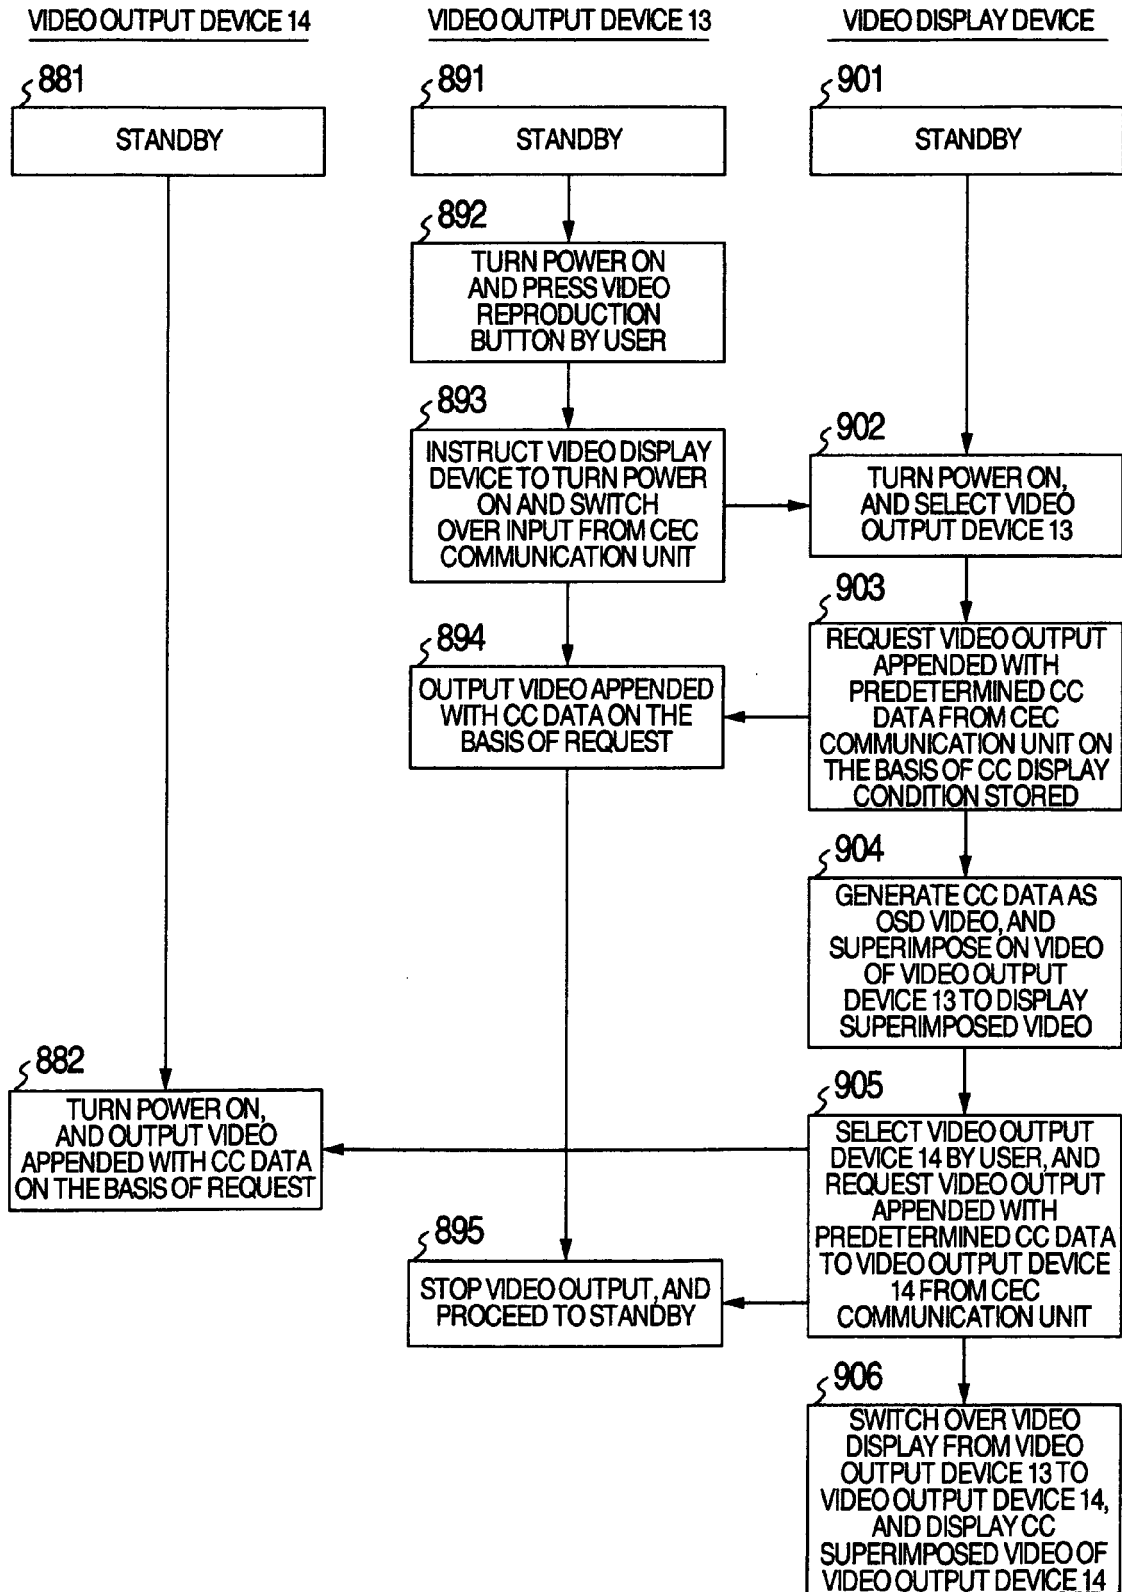 VIDEO OUTPUT DEVICE 14
VIDEO OUTPUT DEVICE 13
VIDEO DISPLAY DEVICE
881
STANDBY
891
STANDBY
901
STANDBY
892
TURN POWER ON
AND PRESS VIDEO
REPRODUCTION
BUTTON BY USER
893
INSTRUCT VIDEO DISPLAY
DEVICE TO TURN POWER
ON AND SWITCH
OVER INPUT FROM CEC
COMMUNICATION UNIT
902
TURN POWER ON,
AND SELECT VIDEO
OUTPUT DEVICE 13
903
REQUEST VIDEO OUTPUT
APPENDED WITH
PREDETERMINED CC
DATA FROM CEC
COMMUNICATION UNIT ON
THE BASIS OF CC DISPLAY
CONDITION STORED
894
OUTPUT VIDEO APPENDED
WITH CC DATA ON THE
BASIS OF REQUEST
904
GENERATE CC DATA AS
OSD VIDEO, AND
SUPERIMPOSE ON VIDEO
OF VIDEO OUTPUT
DEVICE 13 TO DISPLAY
SUPERIMPOSED VIDEO
882
TURN POWER ON,
AND OUTPUT VIDEO
APPENDED WITH CC DATA
ON THE BASIS OF REQUEST
905
SELECT VIDEO OUTPUT
DEVICE 14 BY USER, AND
REQUEST VIDEO OUTPUT
APPENDED WITH
PREDETERMINED CC DATA
TO VIDEO OUTPUT DEVICE
14 FROM CEC
COMMUNICATION UNIT
895
STOP VIDEO OUTPUT, AND
PROCEED TO STANDBY
906
SWITCH OVER VIDEO
DISPLAY FROM VIDEO
OUTPUT DEVICE 13 TO
VIDEO OUTPUT DEVICE 14,
AND DISPLAY CC
SUPERIMPOSED VIDEO OF
VIDEO OUTPUT DEVICE 14